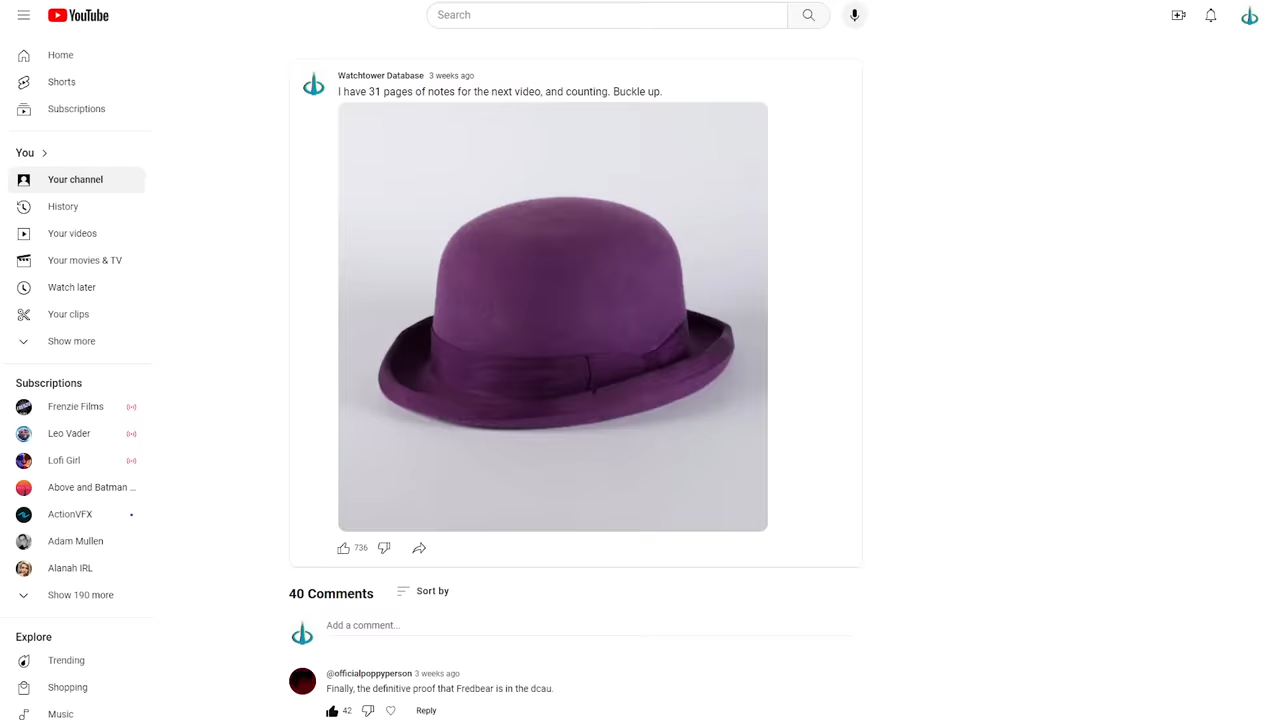 YouTube
Search
Home
Shorts
Subscriptions
You
Your channel
History
Your videos
Your movies & TV
Watch later
Your clips
Show more
Subscriptions
Frenzie Films
Leo Vader
Lofi Girl
Above and Batman ...
ActionVFX
Adam Mullen
Alanah IRL
Show 190 more
Explore
Trending
Shopping
Music
Watchtower Database 3 weeks ago
I have 31 pages of notes for the next video, and counting. Buckle up.
736
40 Comments
Sort by
Add a comment...
@officialpoppyperson 3 weeks ago
Finally, the definitive proof that Fredbear is in the dcau.
42 Reply